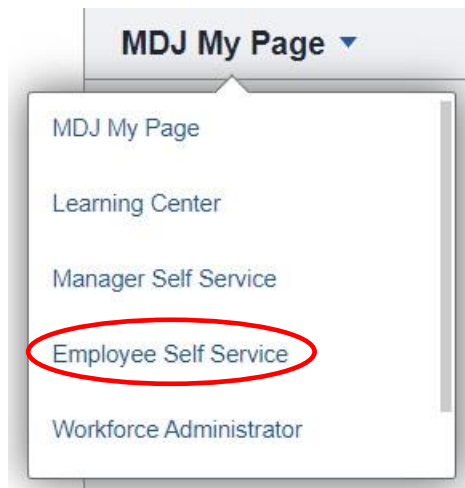 MDJ My Page
MDJ My Page
Learning Center
Manager Self Service
Employee Self Service
Workforce Administrator